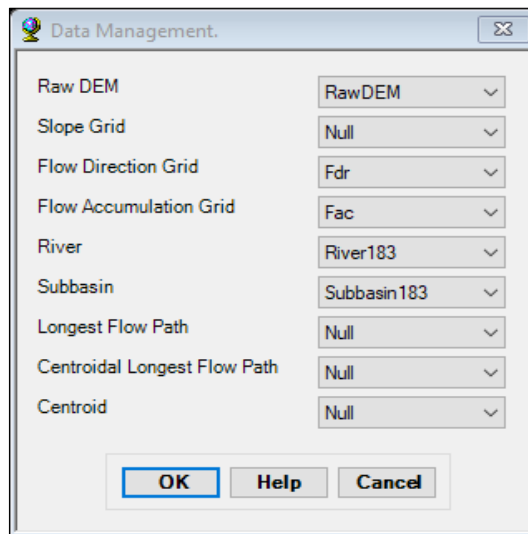 Data Management.
Raw DEM RawDEM
Slope Grid Null
Flow Direction Grid Fdr
Flow Accumulation Grid Fac
River River183
Subbasin Subbasin183
Longest Flow Path Null
Centroidal Longest Flow Path Null
Centroid Null
OK Help Cancel